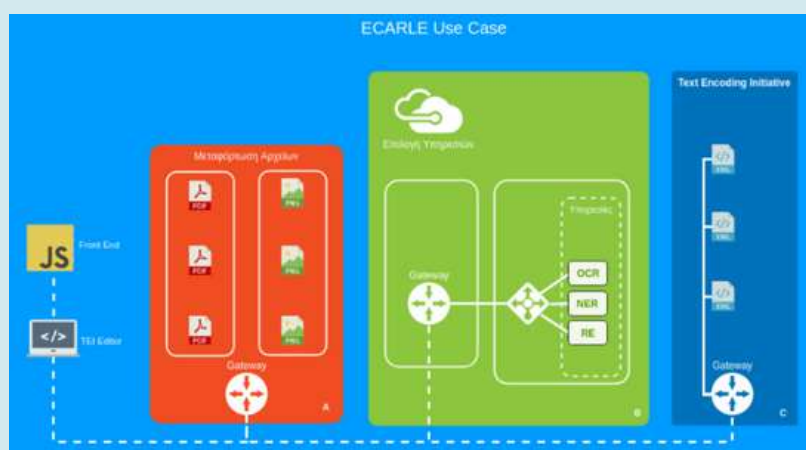 ECARLE Use Case
Text Encoding Initiative
Επιλογή Υπηρεσιών
Μεταφόρτωση Αρχείων
PDF
PNG
XML
Υπηρεσίες
JS
Front End
PDF
PNG
XML
Gateway
OCR
NER
RE
PDF
PNG
XML
</>
TEI Editor
Gateway
Gateway
A
B
C